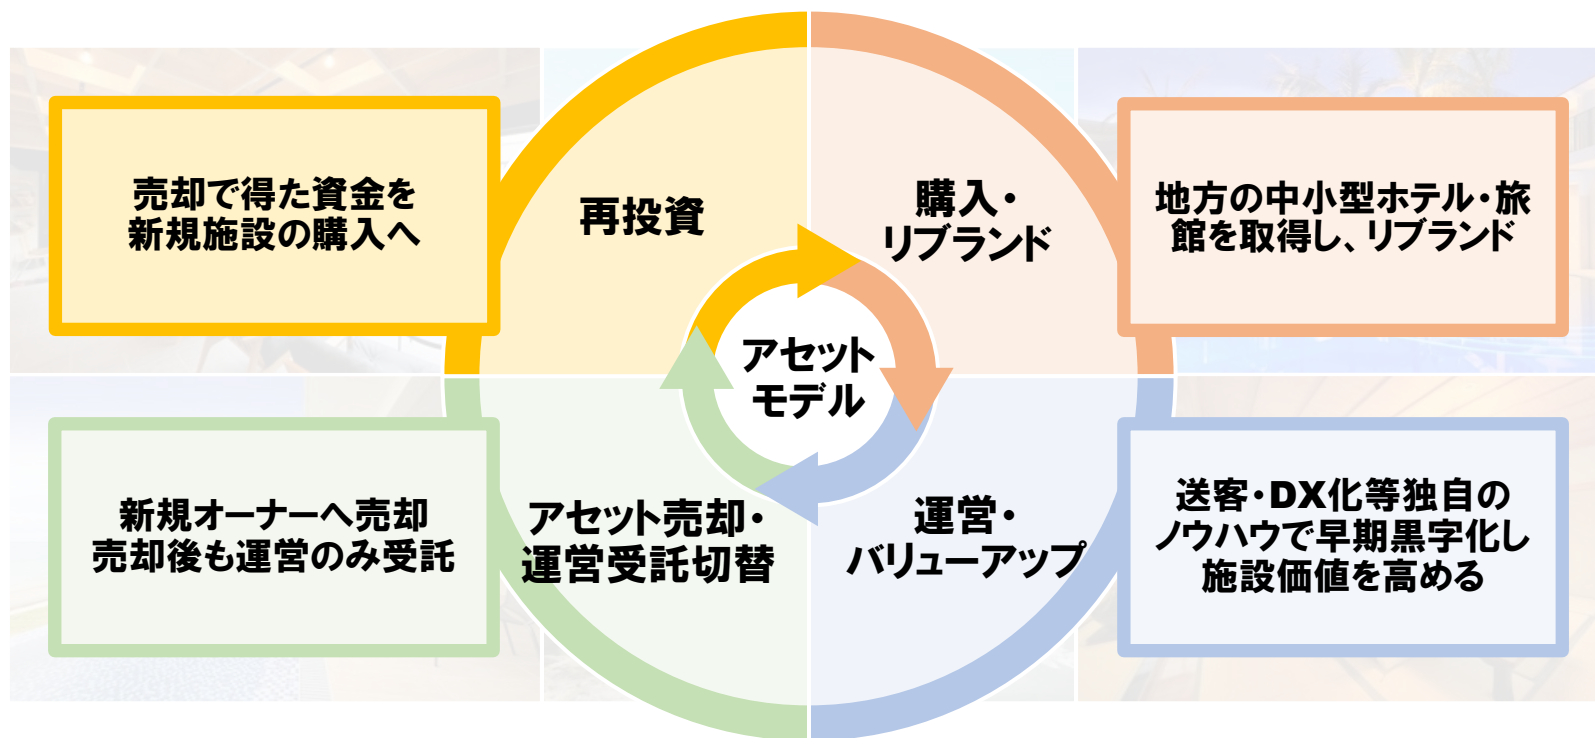 売却で得た資金を
新規施設の購入へ
再投資
購入・
リブランド
地方の中小型ホテル・旅
館を取得し、リブランド
アセット
モデル
新規オーナーへ売却
売却後も運営のみ受託
アセット売却・
運営受託切替
運営・
バリューアップ
送客・DX化等独自の
ノウハウで早期黒字化し
施設価値を高める